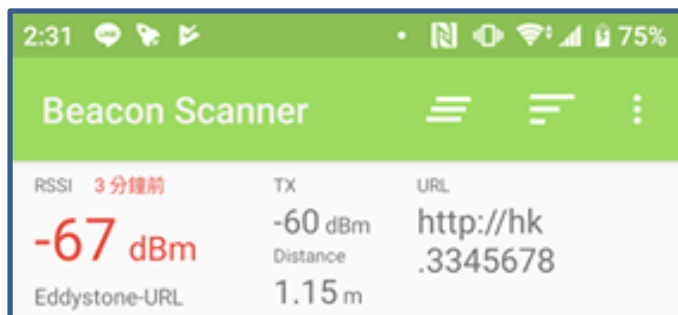 2:31 75%
Beacon Scanner
RSSI 3 分鐘前 TX URL
-67 dBm -60 dBm http://hk
.3345678
Distance
Eddystone-URL 1.15 m